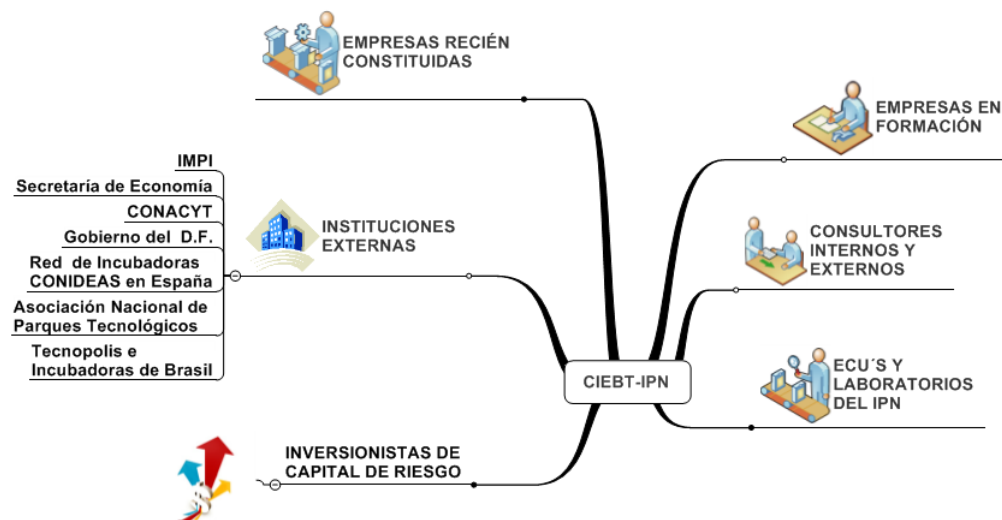 EMPRESAS RECIÉN
CONSTITUIDAS
EMPRESAS EN
FORMACIÓN
IMPI
Secretaría de Economía
CONACYT
Gobierno del D.F.
Red de Incubadoras
CONIDEAS en España
Asociación Nacional de
Parques Tecnológicos
Tecnopolis e
Incubadoras de Brasil
INSTITUCIONES
EXTERNAS
CONSULTORES
INTERNOS Y
EXTERNOS
CIEBT-IPN
ECU´S Y
LABORATORIOS
DEL IPN
INVERSIONISTAS DE
CAPITAL DE RIESGO